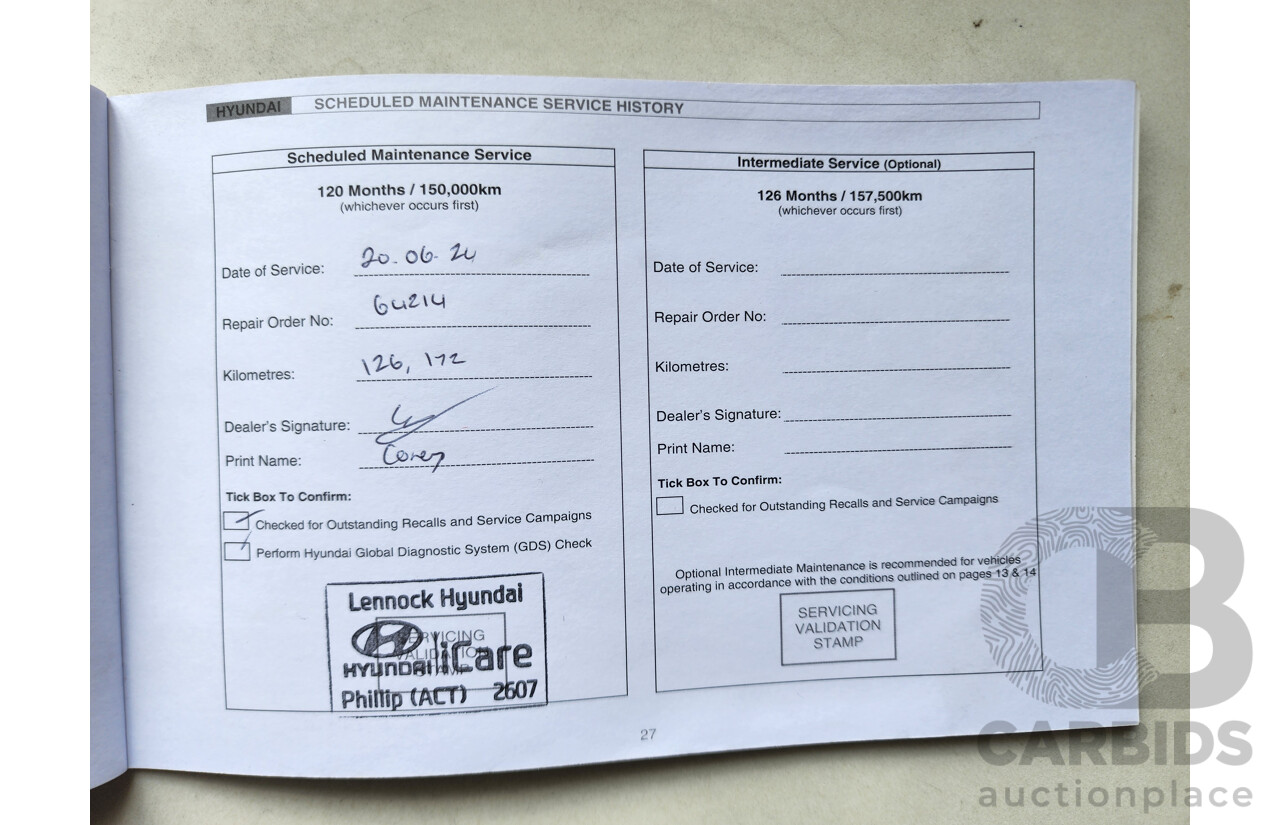 HYUNDAI SCHEDULED MAINTENANCE SERVICE HISTORY
Scheduled Maintenance Service
120 Months / 150,000km
(whichever occurs first)
Date of Service: 20.06.24
Repair Order No: 64214
Kilometres: 126, 172
Dealer's Signature:
Print Name: Corey
Tick Box To Confirm:
Checked for Outstanding Recalls and Service Campaigns
Perform Hyundai Global Diagnostic System (GDS) Check
SERVICING
VALIDATION
STAMP
Lennock Hyundai
HYUNDAI iCare
Phillip (ACT) 2607
Intermediate Service (Optional)
126 Months / 157,500km
(whichever occurs first)
Date of Service:
Repair Order No:
Kilometres:
Dealer's Signature:
Print Name:
Tick Box To Confirm:
Checked for Outstanding Recalls and Service Campaigns
Optional Intermediate Maintenance is recommended for vehicles
operating in accordance with the conditions outlined on pages 13 & 14
SERVICING
VALIDATION
STAMP
27
CB
CARBIDS
auctionplace